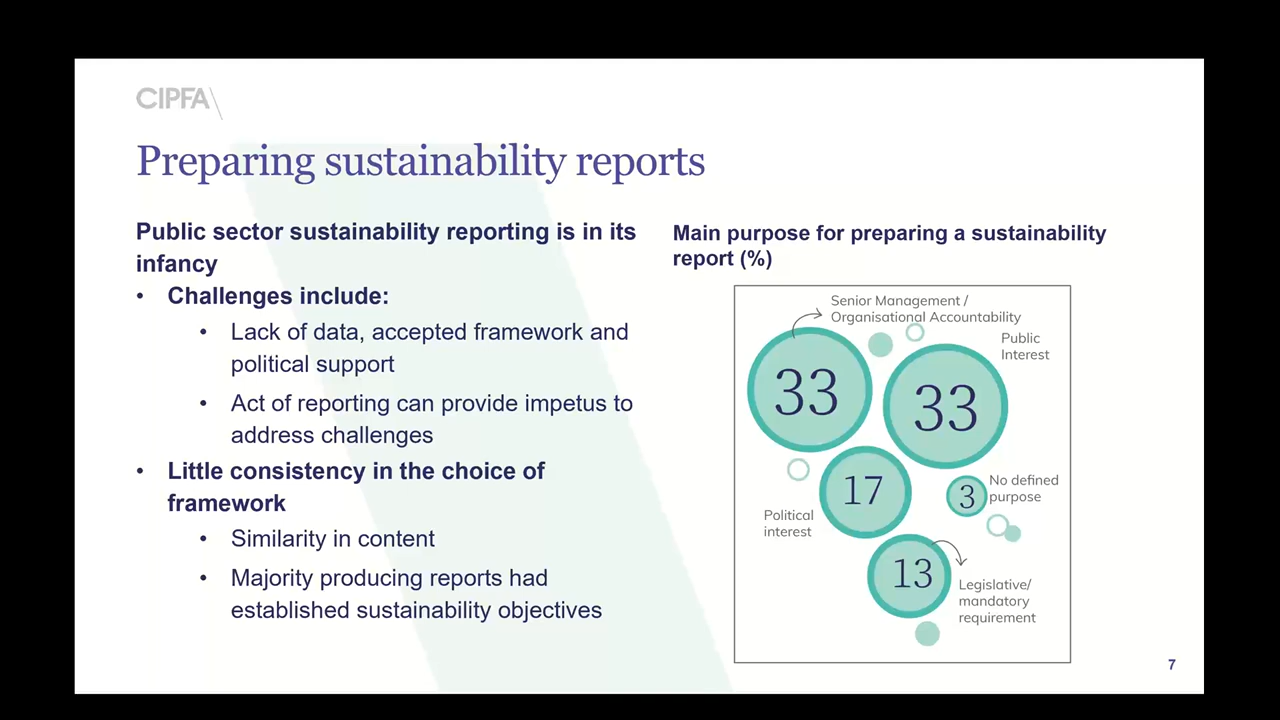 CIPFA
Preparing sustainability reports
Public sector sustainability reporting is in its
infancy
• Challenges include:
• Lack of data, accepted framework and
political support
• Act of reporting can provide impetus to
address challenges
• Little consistency in the choice of
framework
• Similarity in content
• Majority producing reports had
established sustainability objectives
Main purpose for preparing a sustainability
report (%)
Senior Management /
Organisational Accountability
Public
Interest
33
33
17
3
No defined
purpose
Political
interest
13
Legislative/
mandatory
requirement
7